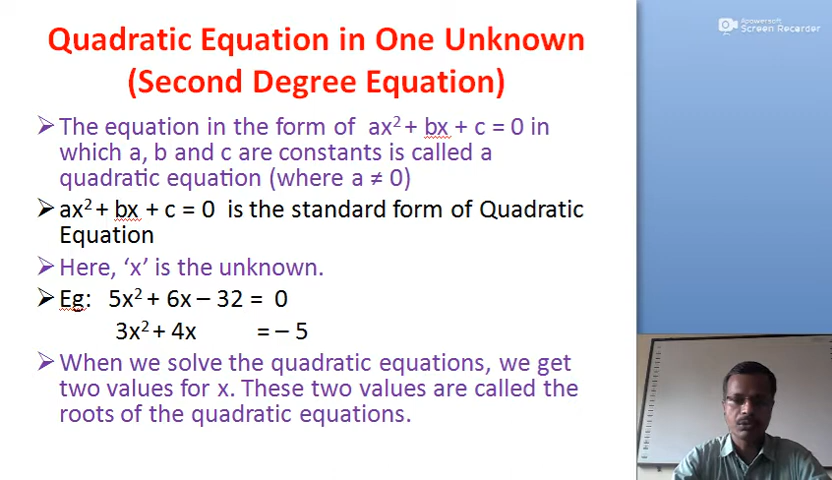 Quadratic Equation in One Unknown
(Second Degree Equation)
Apowersoft
Screen Recorder
➢ The equation in the form of ax² + bx + c = 0 in
which a, b and c are constants is called a
quadratic equation (where a ≠ 0)
➢ ax² + bx + c = 0 is the standard form of Quadratic
Equation
➢ Here, ‘x’ is the unknown.
➢ Eg: 5x² + 6x – 32 = 0
3x² + 4x = – 5
➢ When we solve the quadratic equations, we get
two values for x. These two values are called the
roots of the quadratic equations.